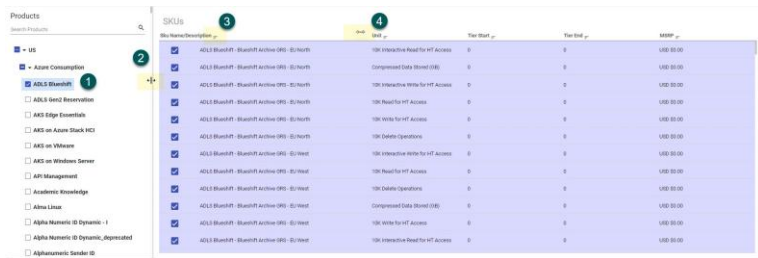 Products
Search Products
US
Azure Consumption
ADLS Blueshift
ADLS Gen2 Reservation
AKS Edge Essentials
AKS on Azure Stack HCI
AKS on VMware
AKS on Windows Server
API Management
Academic Knowledge
Alma Linux
Alpha Numeric ID Dynamic - I
Alpha Numeric ID Dynamic_deprecated
Alphanumeric Sender ID
1
2
3
4
SKUs
Sku Name/Description Unit Tier Start Tier End MSRP
ADLS Blueshift - Blueshift Archive GRS - EU North 10K Interactive Read for HT Access 0 0 USD $0.00
ADLS Blueshift - Blueshift Archive GRS - EU North Compressed Data Stored (GB) 0 0 USD $0.00
ADLS Blueshift - Blueshift Archive GRS - EU North 10K Interactive Write for HT Access 0 0 USD $0.00
ADLS Blueshift - Blueshift Archive GRS - EU North 10K Read for HT Access 0 0 USD $0.00
ADLS Blueshift - Blueshift Archive GRS - EU North 10K Write for HT Access 0 0 USD $0.00
ADLS Blueshift - Blueshift Archive GRS - EU North 10K Delete Operations 0 0 USD $0.00
ADLS Blueshift - Blueshift Archive GRS - EU West 10K Interactive Write for HT Access 0 0 USD $0.00
ADLS Blueshift - Blueshift Archive GRS - EU West 10K Read for HT Access 0 0 USD $0.00
ADLS Blueshift - Blueshift Archive GRS - EU West 10K Delete Operations 0 0 USD $0.00
ADLS Blueshift - Blueshift Archive GRS - EU West Compressed Data Stored (GB) 0 0 USD $0.00
ADLS Blueshift - Blueshift Archive GRS - EU West 10K Write for HT Access 0 0 USD $0.00
ADLS Blueshift - Blueshift Archive GRS - EU West 10K Interactive Read for HT Access 0 0 USD $0.00